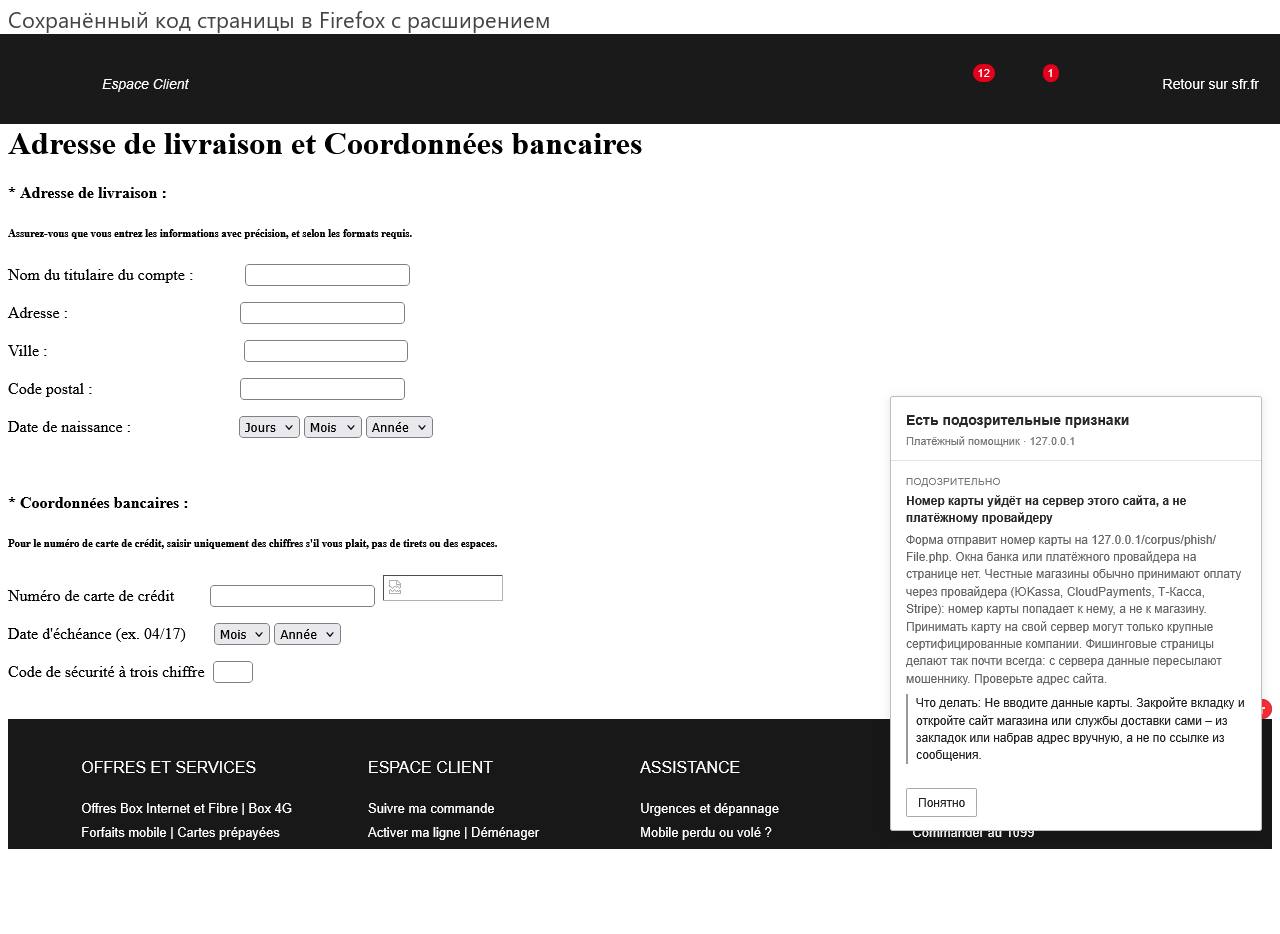 Сохранённый код страницы в Firefox с расширением
Espace Client
12
1
Retour sur sfr.fr
Adresse de livraison et Coordonnées bancaires
* Adresse de livraison :
Assurez-vous que vous entrez les informations avec précision, et selon les formats requis.
Nom du titulaire du compte :
Adresse :
Ville :
Code postal :
Date de naissance :
Jours
Mois
Année
* Coordonnées bancaires :
Pour le numéro de carte de crédit, saisir uniquement des chiffres s'il vous plait, pas de tirets ou des espaces.
Numéro de carte de crédit
Date d'échéance (ex. 04/17)
Mois
Année
Code de sécurité à trois chiffre
Есть подозрительные признаки
Платёжный помощник · 127.0.0.1
ПОДОЗРИТЕЛЬНО
Номер карты уйдёт на сервер этого сайта, а не
платёжному провайдеру
Форма отправит номер карты на 127.0.0.1/corpus/phish/
File.php. Окна банка или платёжного провайдера на
странице нет. Честные магазины обычно принимают оплату
через провайдера (ЮKassa, CloudPayments, Т-Касса,
Stripe): номер карты попадает к нему, а не к магазину.
Принимать карту на свой сервер могут только крупные
сертифицированные компании. Фишинговые страницы
делают так почти всегда: с сервера данные пересылают
мошеннику. Проверьте адрес сайта.
Что делать: Не вводите данные карты. Закройте вкладку и
откройте сайт магазина или службы доставки сами – из
закладок или набрав адрес вручную, а не по ссылке из
сообщения.
Понятно
OFFRES ET SERVICES
Offres Box Internet et Fibre | Box 4G
Forfaits mobile | Cartes prépayées
ESPACE CLIENT
Suivre ma commande
Activer ma ligne | Déménager
ASSISTANCE
Urgences et dépannage
Mobile perdu ou volé ?
Commander au 1099